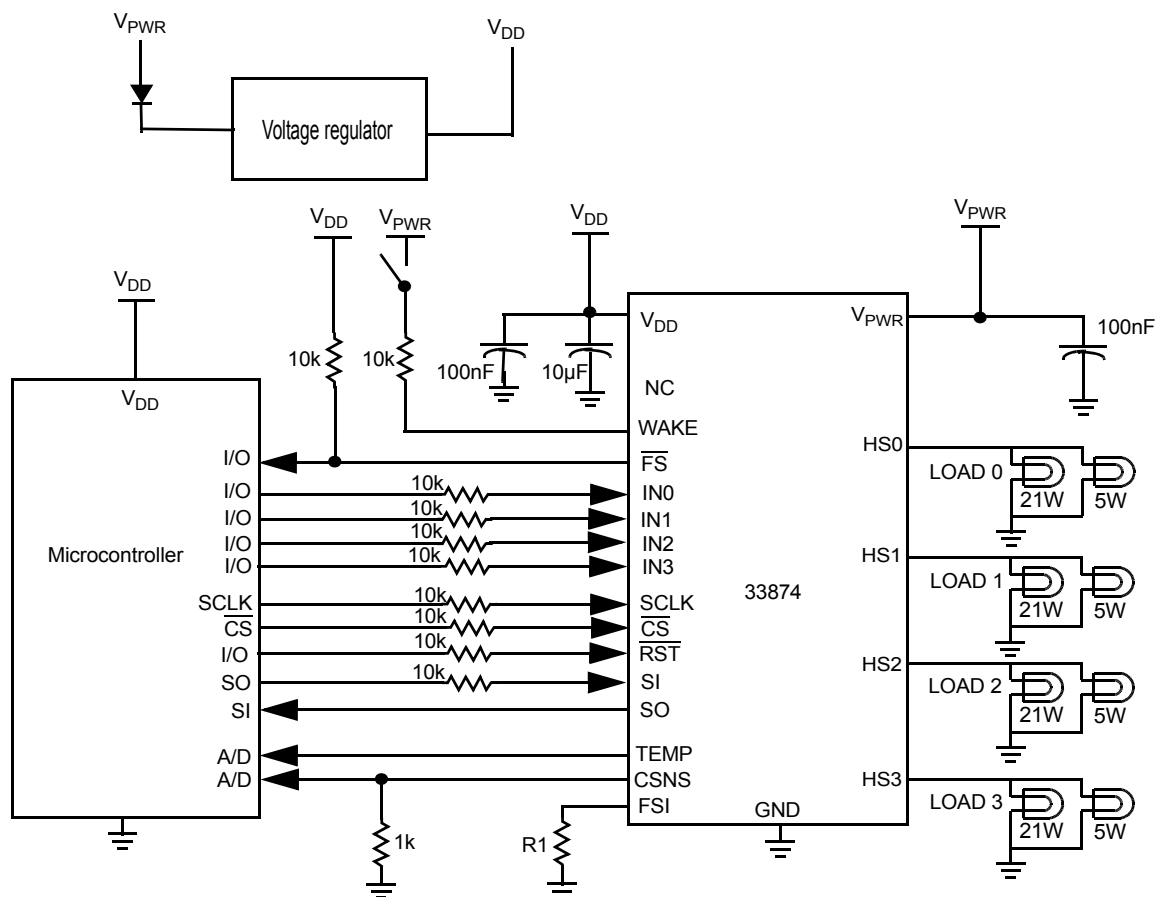 VPWR
VDD
Voltage regulator
VDD
VPWR
VDD
VPWR
VDD
10k
10k
100nF
10µF
VDD
VPWR
100nF
VDD
NC
WAKE
HS0
I/O
FS
LOAD 0
21W
5W
I/O
10k
IN0
I/O
10k
IN1
I/O
10k
IN2
I/O
10k
IN3
Microcontroller
33874
HS1
LOAD 1
21W
5W
SCLK
10k
SCLK
CS
10k
CS
I/O
10k
RST
SO
10k
SI
SI
SO
HS2
LOAD 2
21W
5W
A/D
TEMP
A/D
CSNS
FSI
GND
HS3
LOAD 3
21W
5W
1k
R1